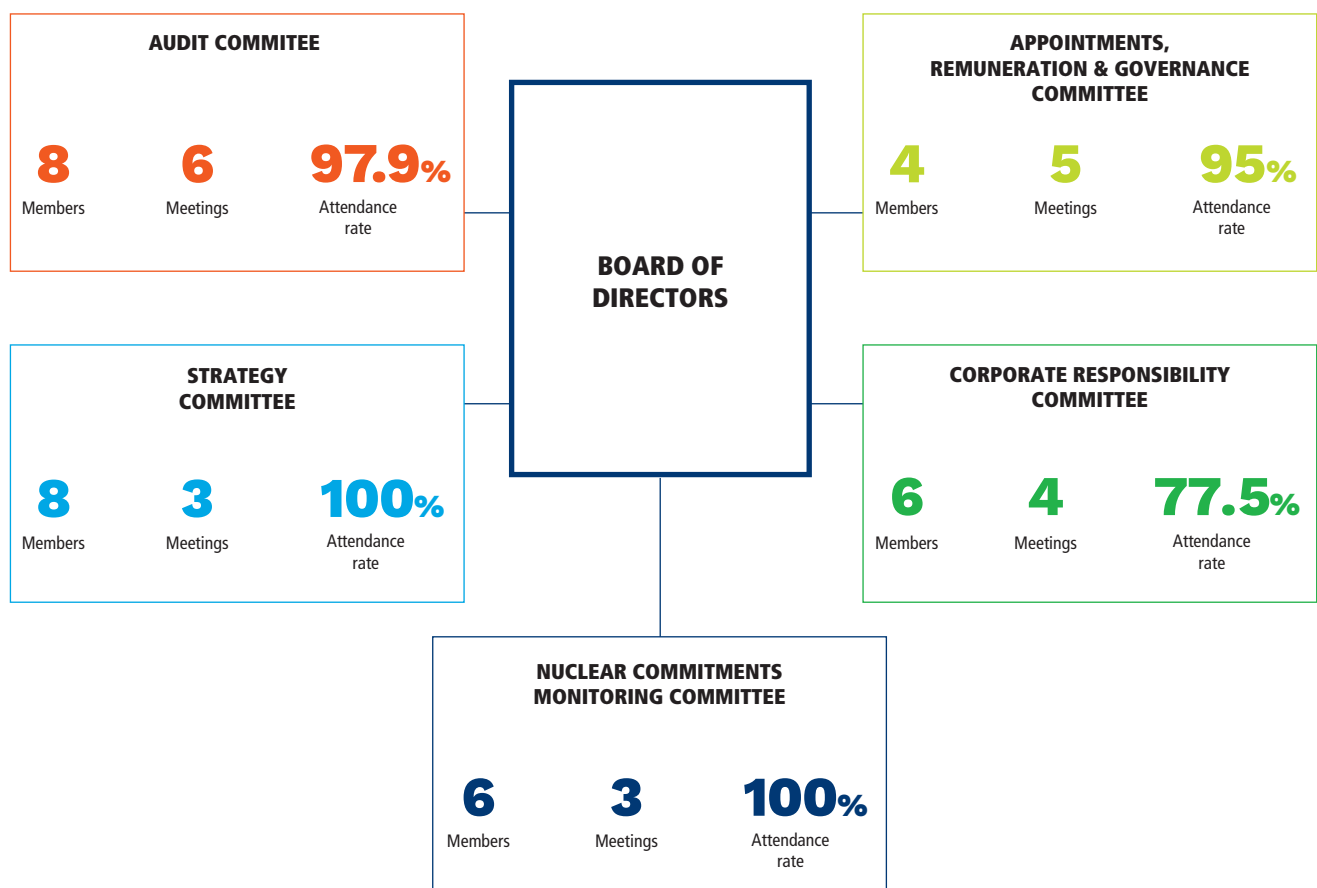 AUDIT COMMITEE
8 6 97.9%
Members Meetings Attendance
rate
APPOINTMENTS,
REMUNERATION & GOVERNANCE
COMMITTEE
4 5 95%
Members Meetings Attendance
rate
BOARD OF
DIRECTORS
STRATEGY
COMMITTEE
8 3 100%
Members Meetings Attendance
rate
CORPORATE RESPONSIBILITY
COMMITTEE
6 4 77.5%
Members Meetings Attendance
rate
NUCLEAR COMMITMENTS
MONITORING COMMITTEE
6 3 100%
Members Meetings Attendance
rate